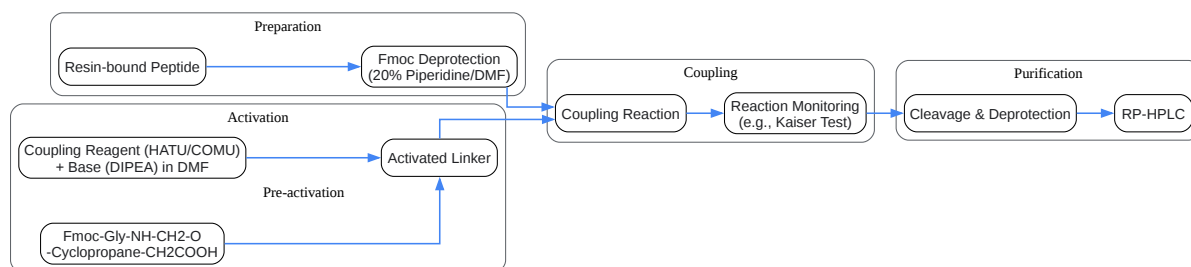 Preparation
Resin-bound Peptide
Fmoc Deprotection
(20% Piperidine/DMF)
Activation
Coupling Reagent (HATU/COMU)
+ Base (DIPEA) in DMF
Activated Linker
Pre-activation
Fmoc-Gly-NH-CH2-O
-Cyclopropane-CH2COOH
Coupling
Coupling Reaction
Reaction Monitoring
(e.g., Kaiser Test)
Purification
Cleavage & Deprotection
RP-HPLC